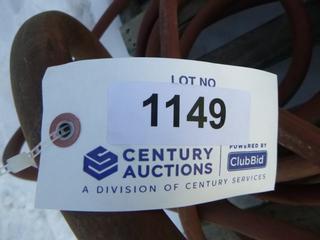 LOT NO
1149
CENTURY AUCTIONS
POWERED BY
ClubBid
A DIVISION OF CENTURY SERVICES